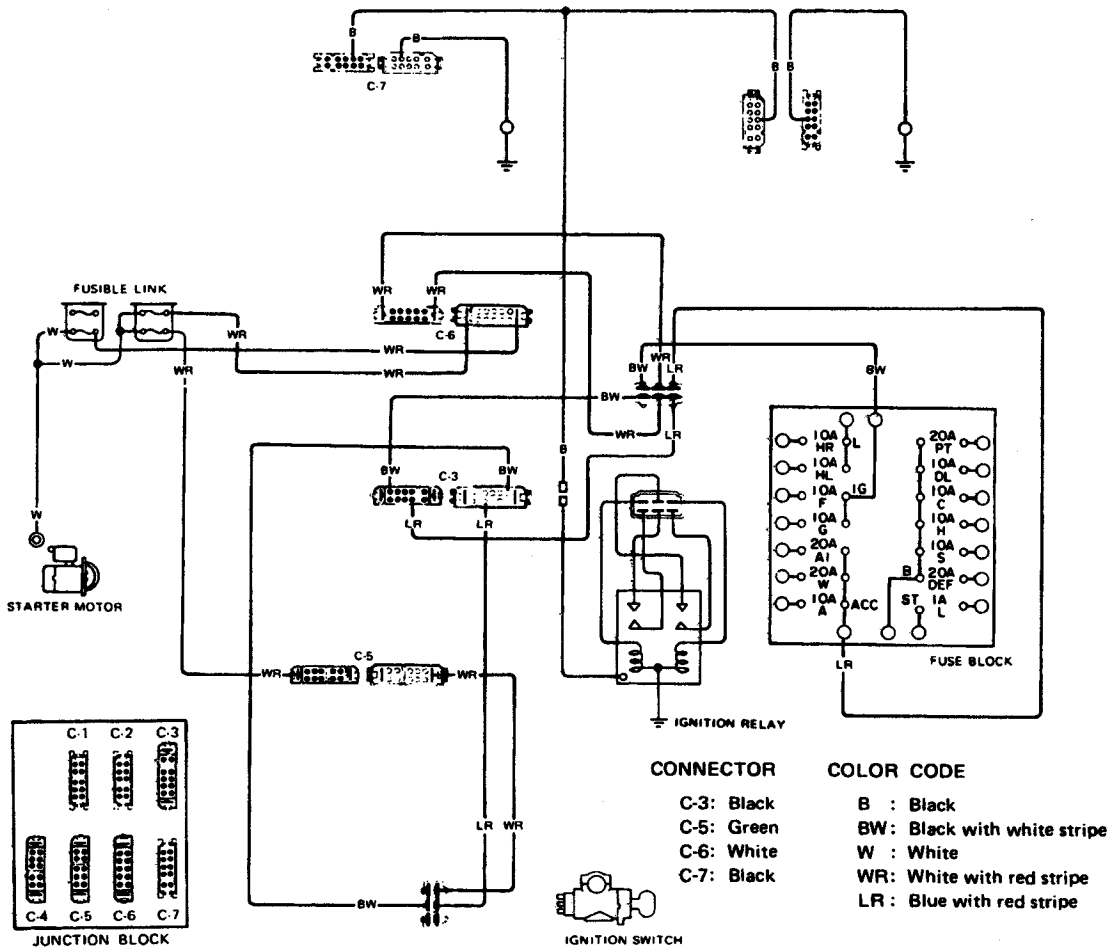 B
B
C-7
B
B
FUSIBLE LINK
WR
WR
C-6
W
WR
WR
WR
W
WR
BW
WR
LR
BW
BW
WR
LR
BW
C-3
BW
B
LR
LR
W
STARTER MOTOR
10A
HR
L
20A
PT
10A
HL
10A
DL
10A
F
IG
10A
C
10A
G
10A
H
20A
AI
10A
S
20A
W
B
20A
DEF
10A
A
ACC
ST
1A
L
LR
FUSE BLOCK
WR
C-5
WR
IGNITION RELAY
C-1
C-2
C-3
C-4
C-5
C-6
C-7
JUNCTION BLOCK
LR
WR
BW
IGNITION SWITCH
CONNECTOR
C-3: Black
C-5: Green
C-6: White
C-7: Black
COLOR CODE
B : Black
BW: Black with white stripe
W : White
WR: White with red stripe
LR : Blue with red stripe